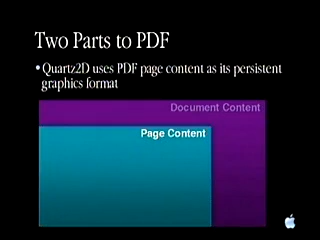 Two Parts to PDF
• Quartz2D uses PDF page content as its persistent
graphics format
Document Content
Page Content